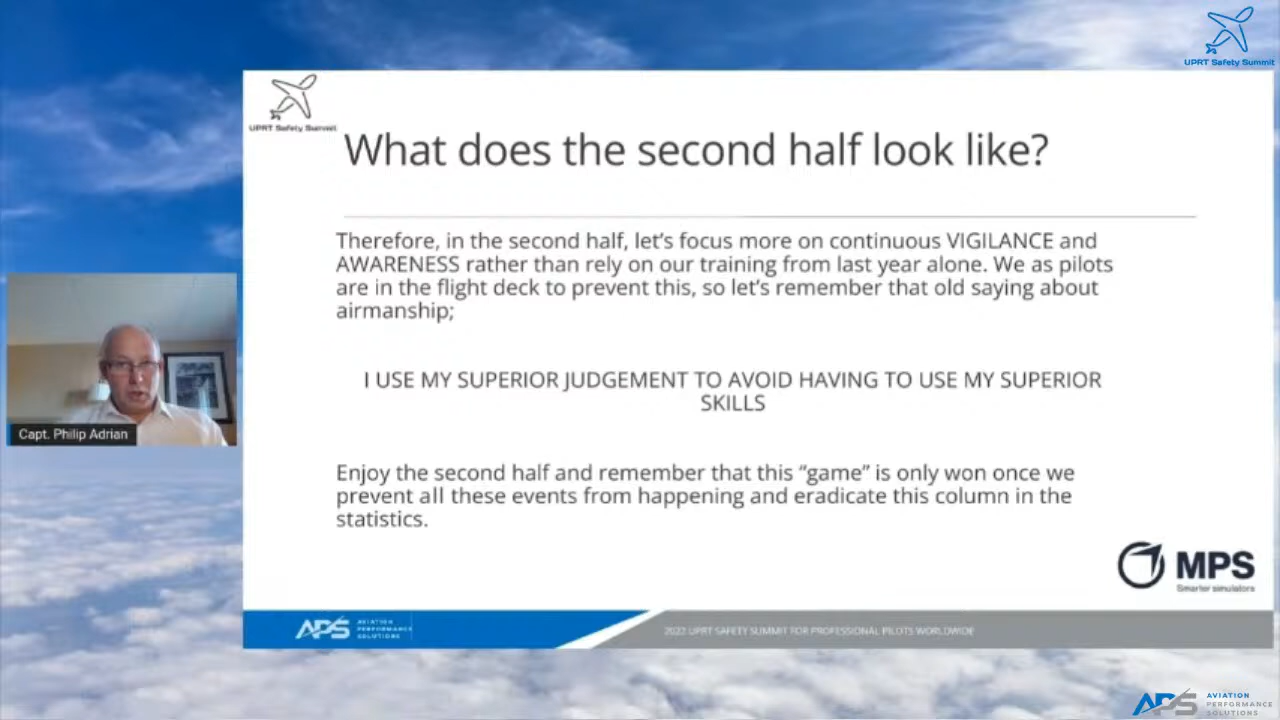 UPRT Safety Summit
UPRT Safety Summit
What does the second half look like?
Therefore, in the second half, let's focus more on continuous VIGILANCE and
AWARENESS rather than rely on our training from last year alone. We as pilots
are in the flight deck to prevent this, so let's remember that old saying about
airmanship;
I USE MY SUPERIOR JUDGEMENT TO AVOID HAVING TO USE MY SUPERIOR
SKILLS
Capt. Philip Adrian
Enjoy the second half and remember that this “game” is only won once we
prevent all these events from happening and eradicate this column in the
statistics.
MPS
Smarter simulators
APS
AVIATION
PERFORMANCE
SOLUTIONS
2022 UPRT SAFETY SUMMIT FOR PROFESSIONAL PILOTS WORLDWIDE
APS
AVIATION
PERFORMANCE
SOLUTIONS